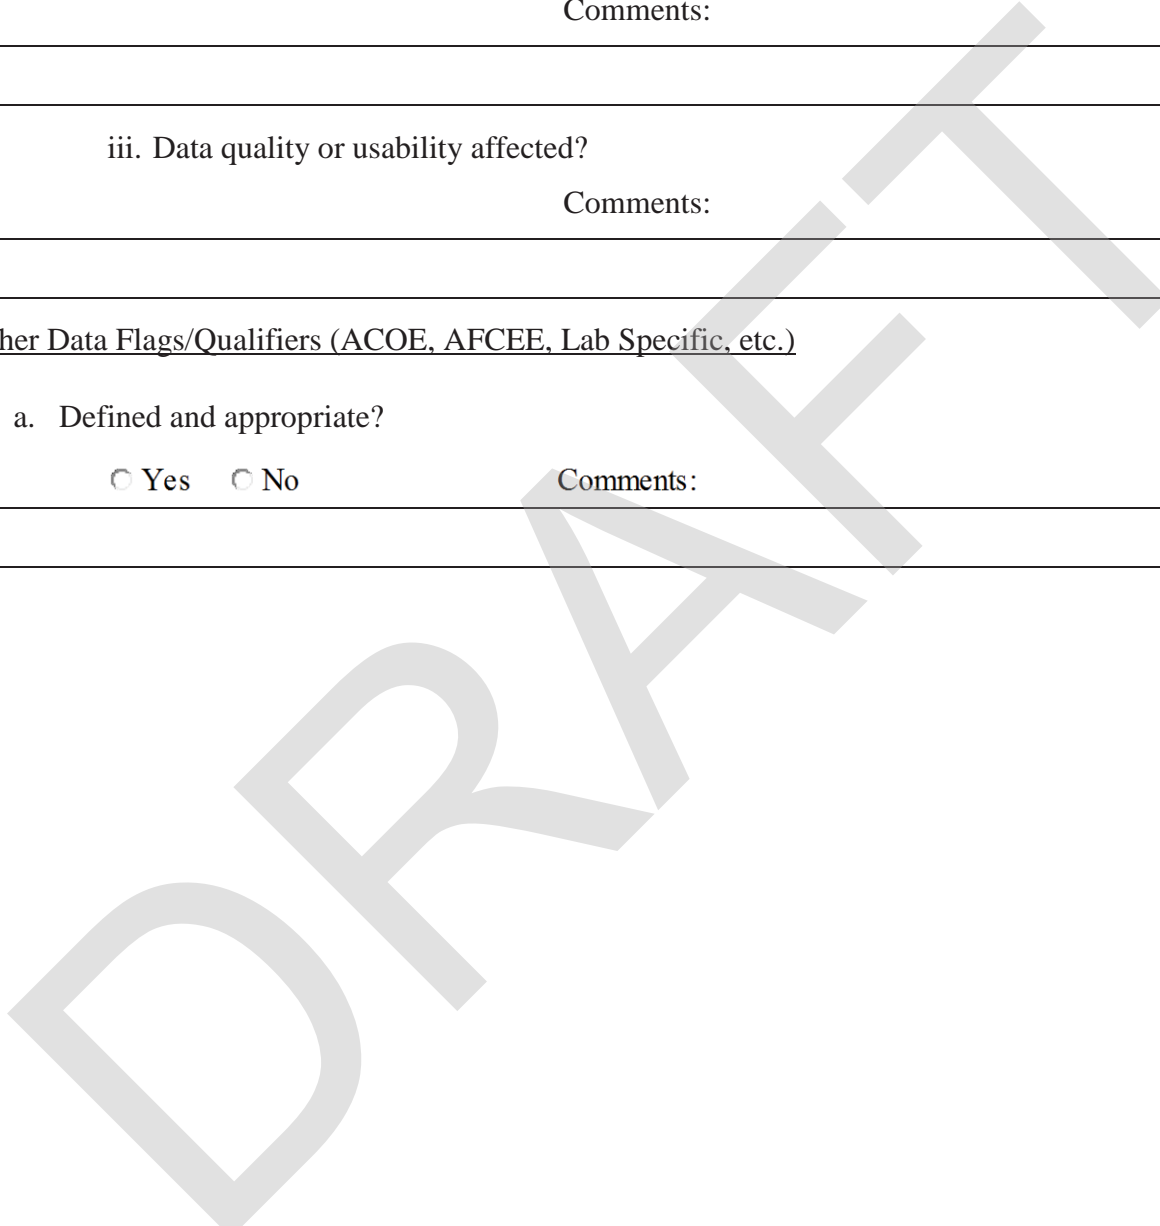 Comments:
iii. Data quality or usability affected?
Comments:
her Data Flags/Qualifiers (ACOE, AFCEE, Lab Specific, etc.)
a. Defined and appropriate?
Yes No Comments:
DRAFT